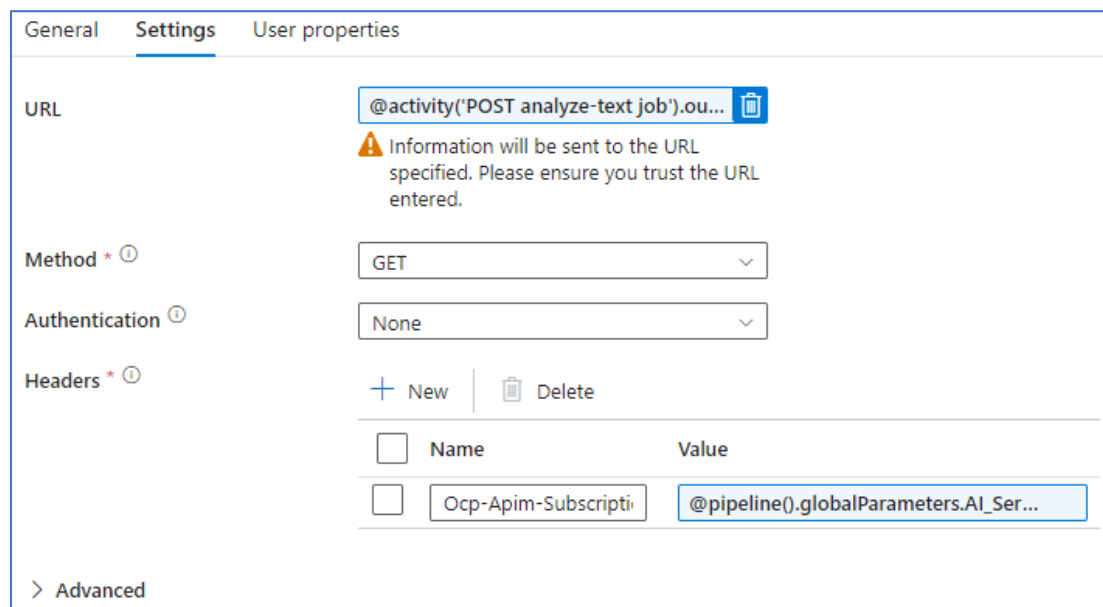 General Settings User properties
URL @activity('POST analyze-text job').ou...
Information will be sent to the URL
specified. Please ensure you trust the URL
entered.
Method * GET
Authentication None
Headers *
New Delete
Name Value
Ocp-Apim-Subscripti @pipeline().globalParameters.AI_Ser...
Advanced